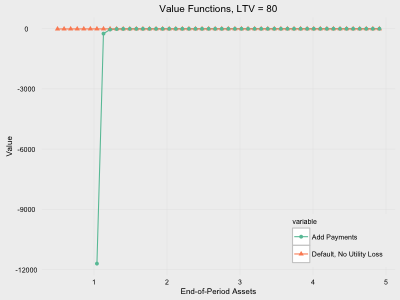 Value Functions, LTV = 80
Value
0
-3000
-6000
-9000
-12000
1
2
3
4
5
End-of-Period Assets
variable
Add Payments
Default, No Utility Loss